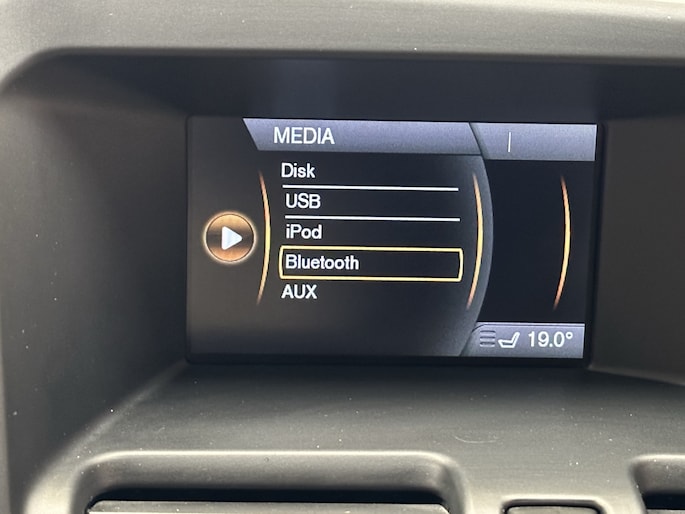 MEDIA
Disk
USB
iPod
Bluetooth
AUX
19.0°